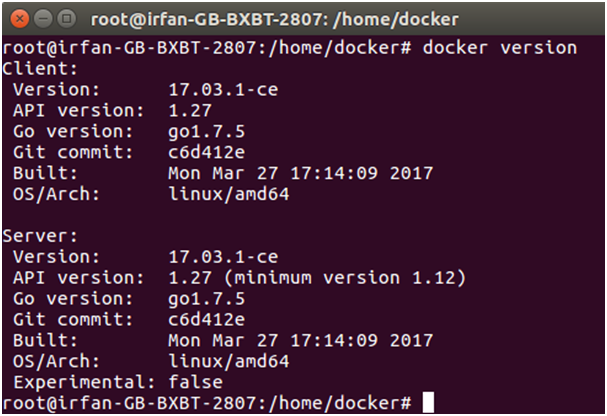 root@irfan-GB-BXBT-2807: /home/docker
root@irfan-GB-BXBT-2807:/home/docker# docker version
Client:
 Version:      17.03.1-ce
 API version:  1.27
 Go version:   go1.7.5
 Git commit:   c6d412e
 Built:        Mon Mar 27 17:14:09 2017
 OS/Arch:      linux/amd64

Server:
 Version:      17.03.1-ce
 API version:  1.27 (minimum version 1.12)
 Go version:   go1.7.5
 Git commit:   c6d412e
 Built:        Mon Mar 27 17:14:09 2017
 OS/Arch:      linux/amd64
 Experimental: false
root@irfan-GB-BXBT-2807:/home/docker#